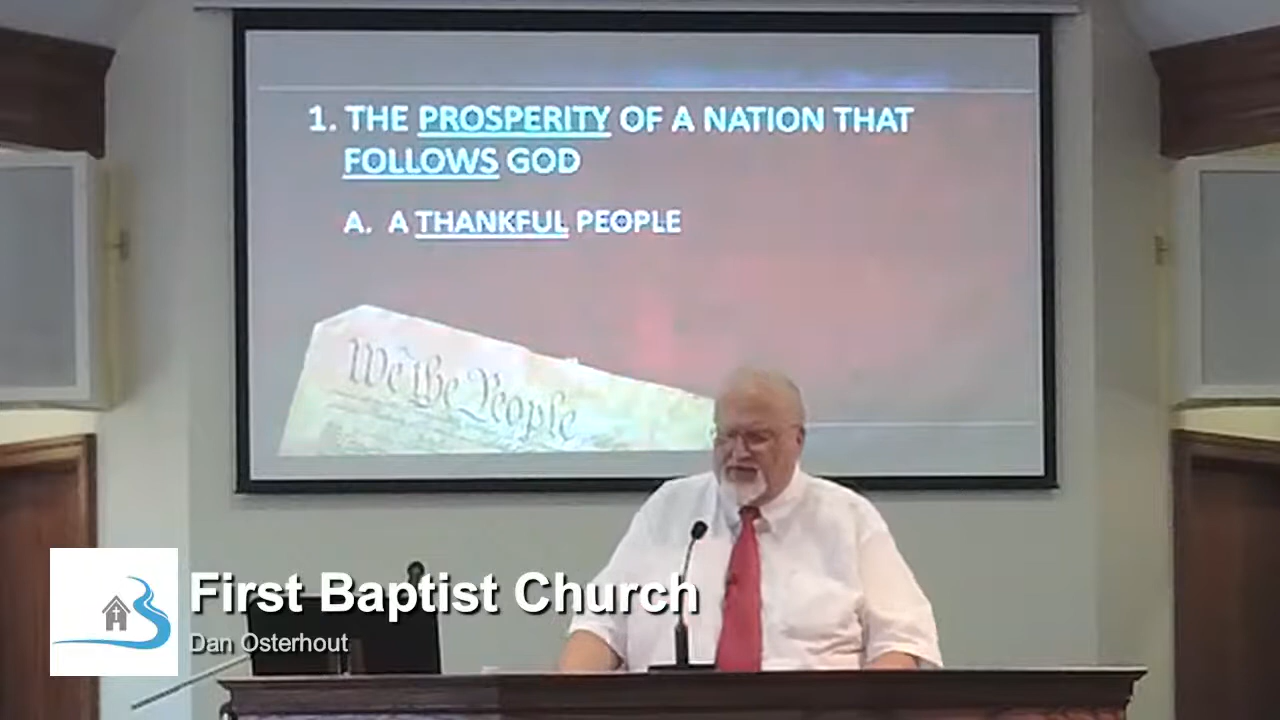 1. THE PROSPERITY OF A NATION THAT
FOLLOWS GOD
A. A THANKFUL PEOPLE
We the People
First Baptist Church
Dan Osterhout